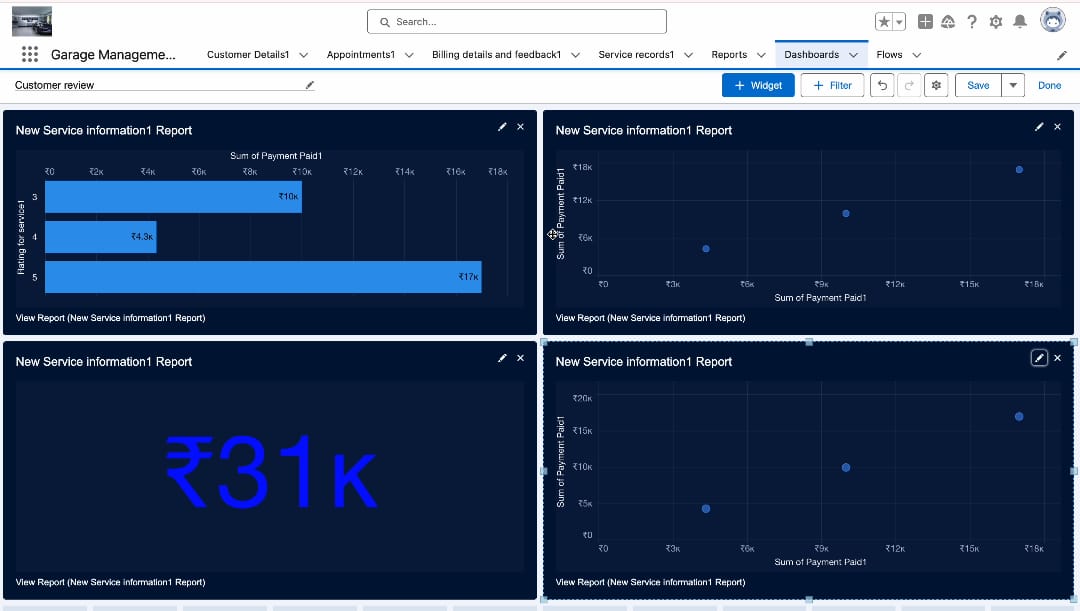 Search...
Garage Manageme...
Customer Details1
Appointments1
Billing details and feedback1
Service records1
Reports
Dashboards
Flows
Customer review
+ Widget
+ Filter
Save
Done
New Service information1 Report
Sum of Payment Paid1
₹0 ₹2K ₹4K ₹6K ₹8K ₹10K ₹12K ₹14K ₹16K ₹18K
Rating for service1
3 ₹10K
4 ₹4.3K
5 ₹17K
View Report (New Service information1 Report)
New Service information1 Report
Sum of Payment Paid1
₹18K
₹12K
₹6K
₹0
₹0 ₹3K ₹6K ₹9K ₹12K ₹15K ₹18K
Sum of Payment Paid1
View Report (New Service information1 Report)
New Service information1 Report
₹31K
View Report (New Service information1 Report)
New Service information1 Report
Sum of Payment Paid1
₹20K
₹15K
₹10K
₹5K
₹0
₹0 ₹3K ₹6K ₹9K ₹12K ₹15K ₹18K
Sum of Payment Paid1
View Report (New Service information1 Report)